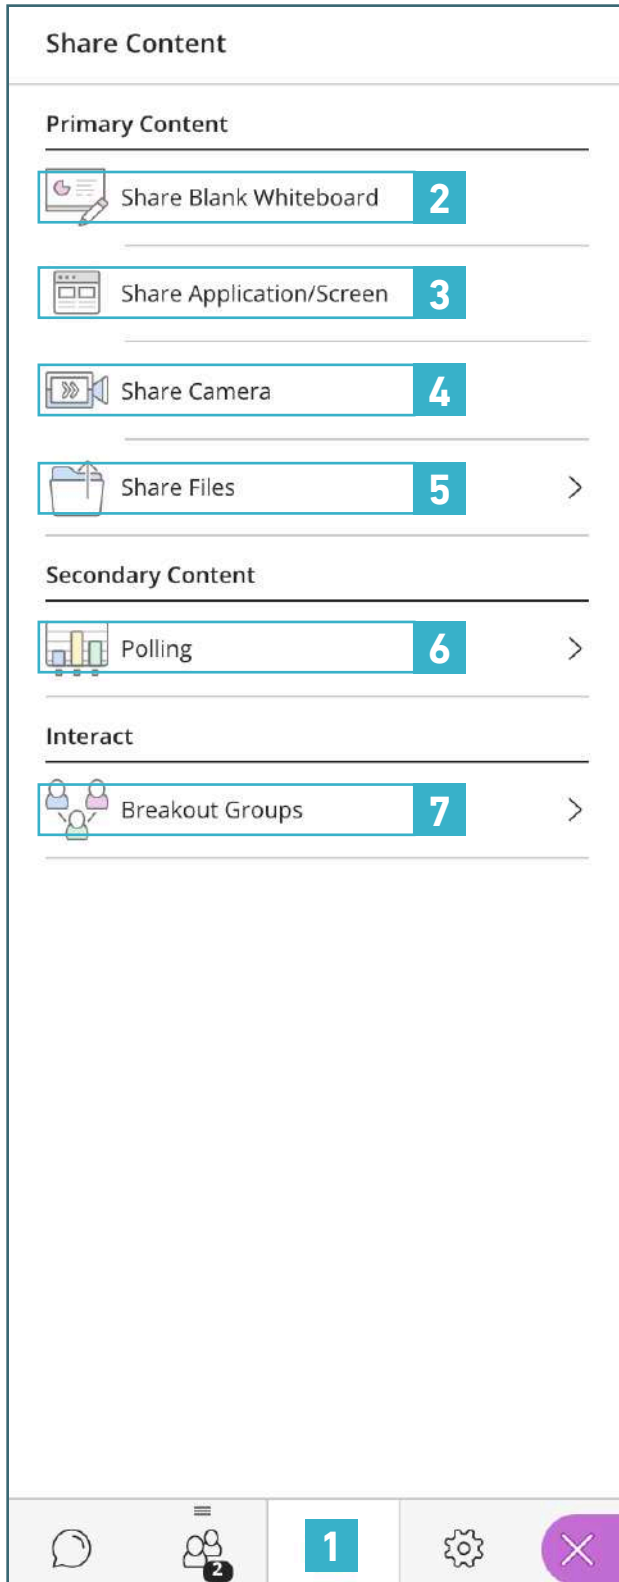 Share Content
Primary Content
Share Blank Whiteboard 2
Share Application/Screen 3
Share Camera 4
Share Files 5
Secondary Content
Polling 6
Interact
Breakout Groups 7
1
2